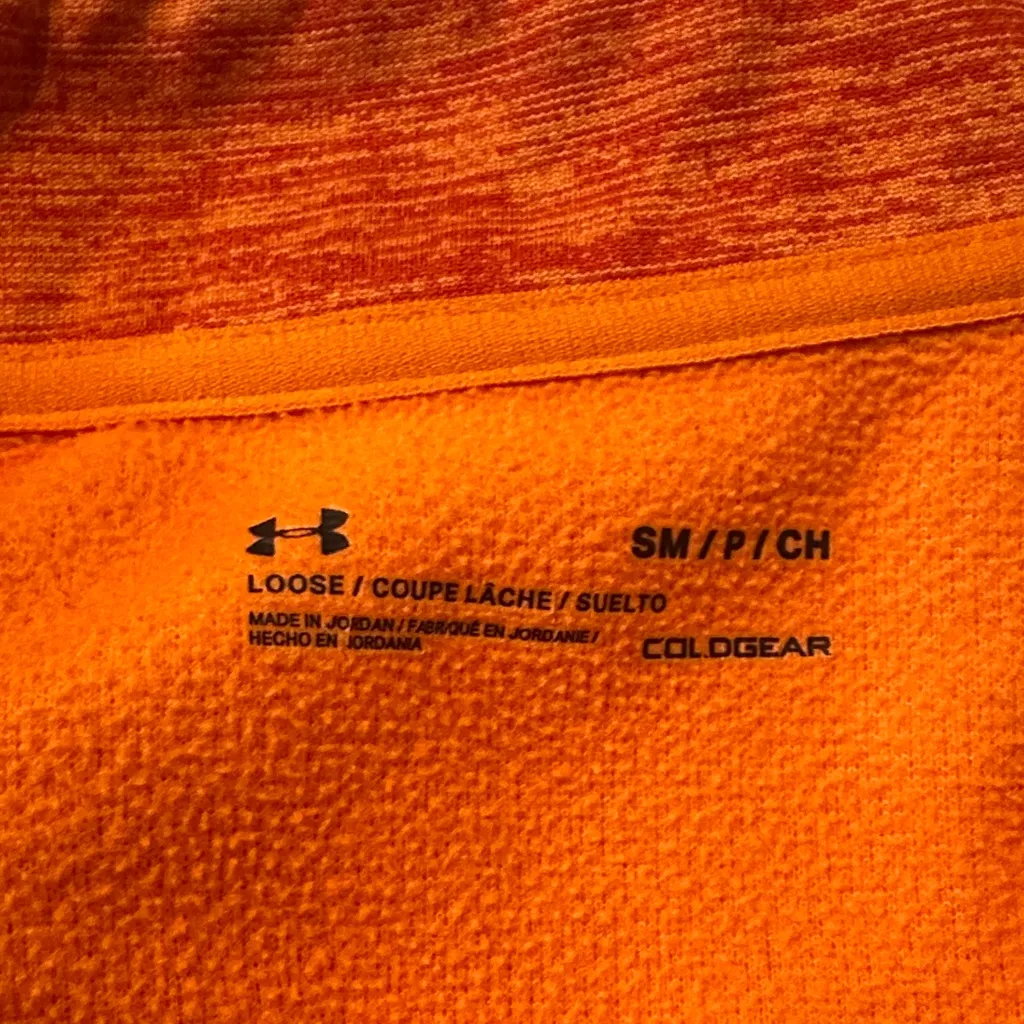 SM / P / CH
LOOSE / COUPE LÂCHE / SUELTO
MADE IN JORDAN / FABRIQUÉ EN JORDANIE /
HECHO EN JORDANIA
COLDGEAR